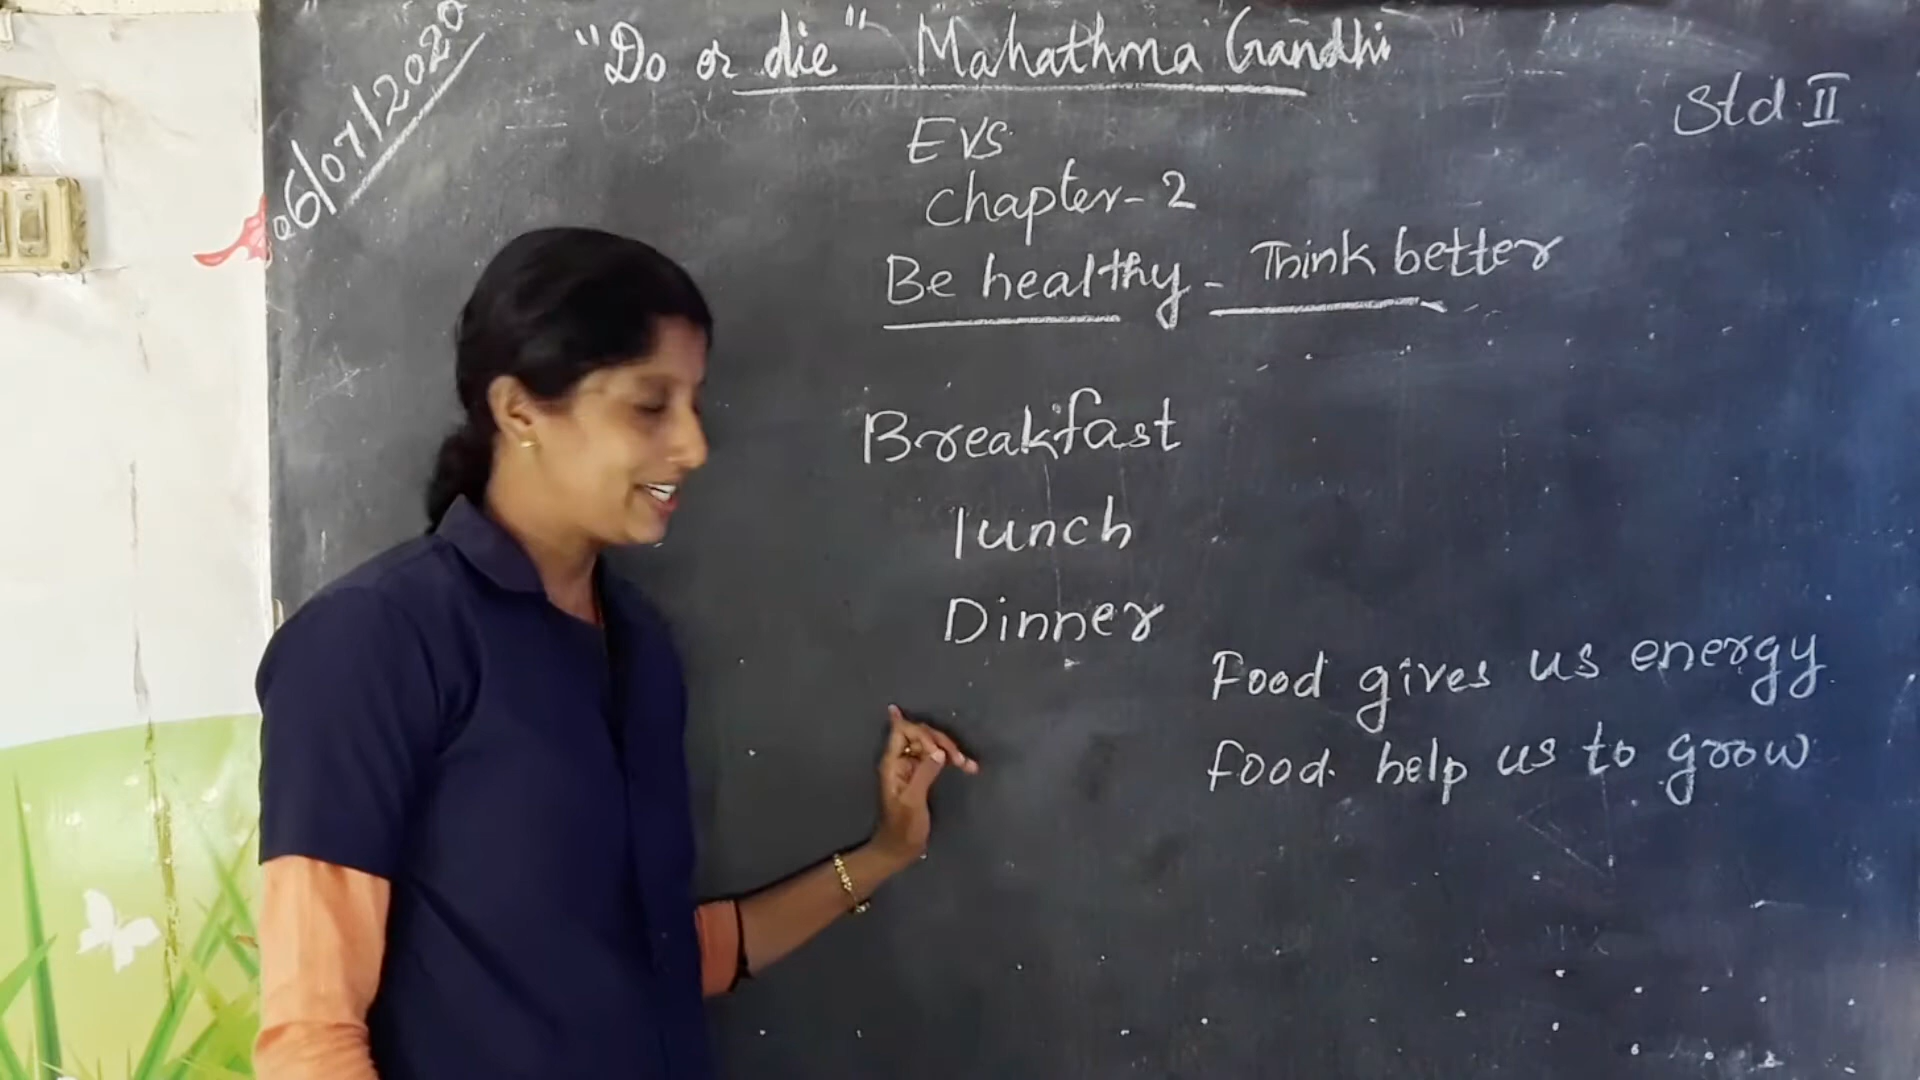 06/07/2020
"Do or die" Mahathma Gandhi
Std II
EVS
Chapter - 2
Be healthy - Think better
Breakfast
lunch
Dinner
Food gives us energy
food help us to grow